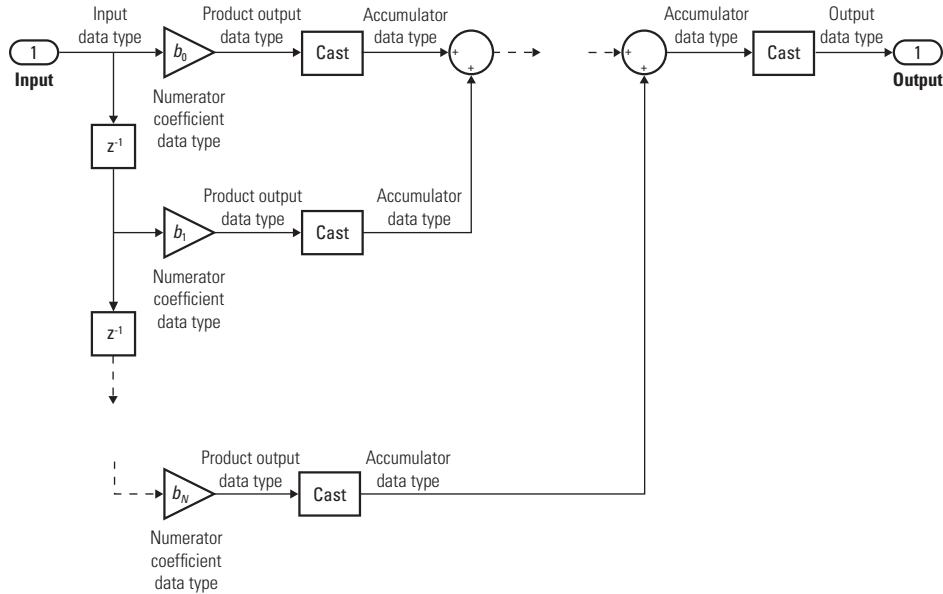 Input
data type
Product output
data type
Accumulator
data type
Accumulator
data type
Output
data type
1
Input
b0
Cast
+
+
+
+
Cast
1
Output
Numerator
coefficient
data type
z-1
Product output
data type
Accumulator
data type
b1
Cast
Numerator
coefficient
data type
z-1
Product output
data type
Accumulator
data type
bN
Cast
Numerator
coefficient
data type